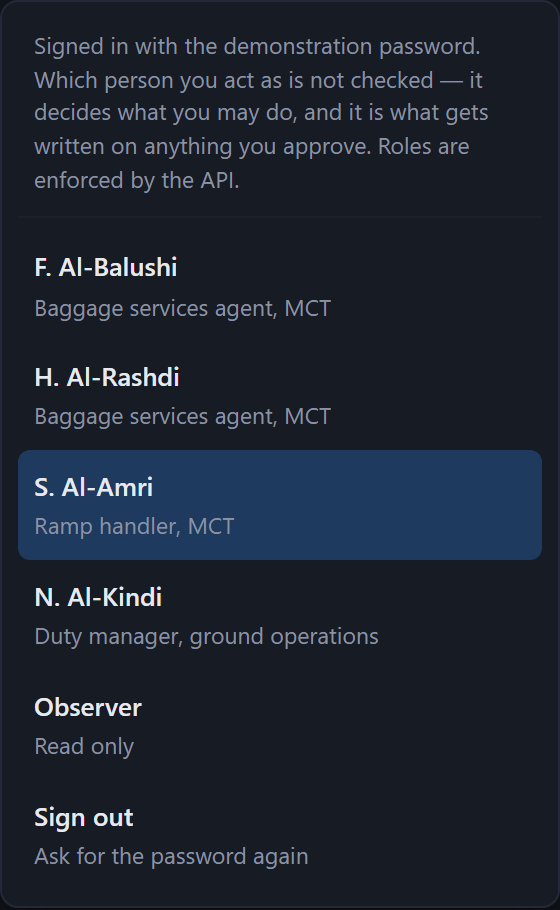 Signed in with the demonstration password.
Which person you act as is not checked — it
decides what you may do, and it is what gets
written on anything you approve. Roles are
enforced by the API.
F. Al-Balushi
Baggage services agent, MCT
H. Al-Rashdi
Baggage services agent, MCT
S. Al-Amri
Ramp handler, MCT
N. Al-Kindi
Duty manager, ground operations
Observer
Read only
Sign out
Ask for the password again